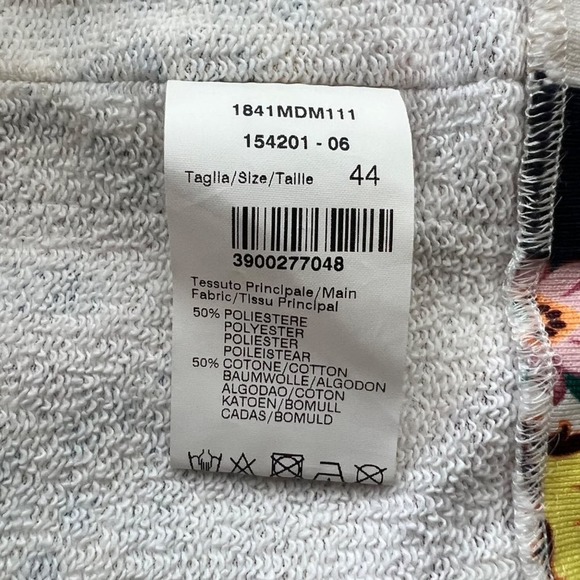 1841MDM111
154201 - 06
Taglia/Size/Taille 44
3900277048
Tessuto Principale/Main
Fabric/Tissu Principal
50% POLIESTERE
POLYESTER
POLIESTER
POILEISTEAR
50% COTONE/COTTON
BAUMWOLLE/ALGODON
ALGODAO/COTON
KATOEN/BOMULL
CADAS/BOMULD